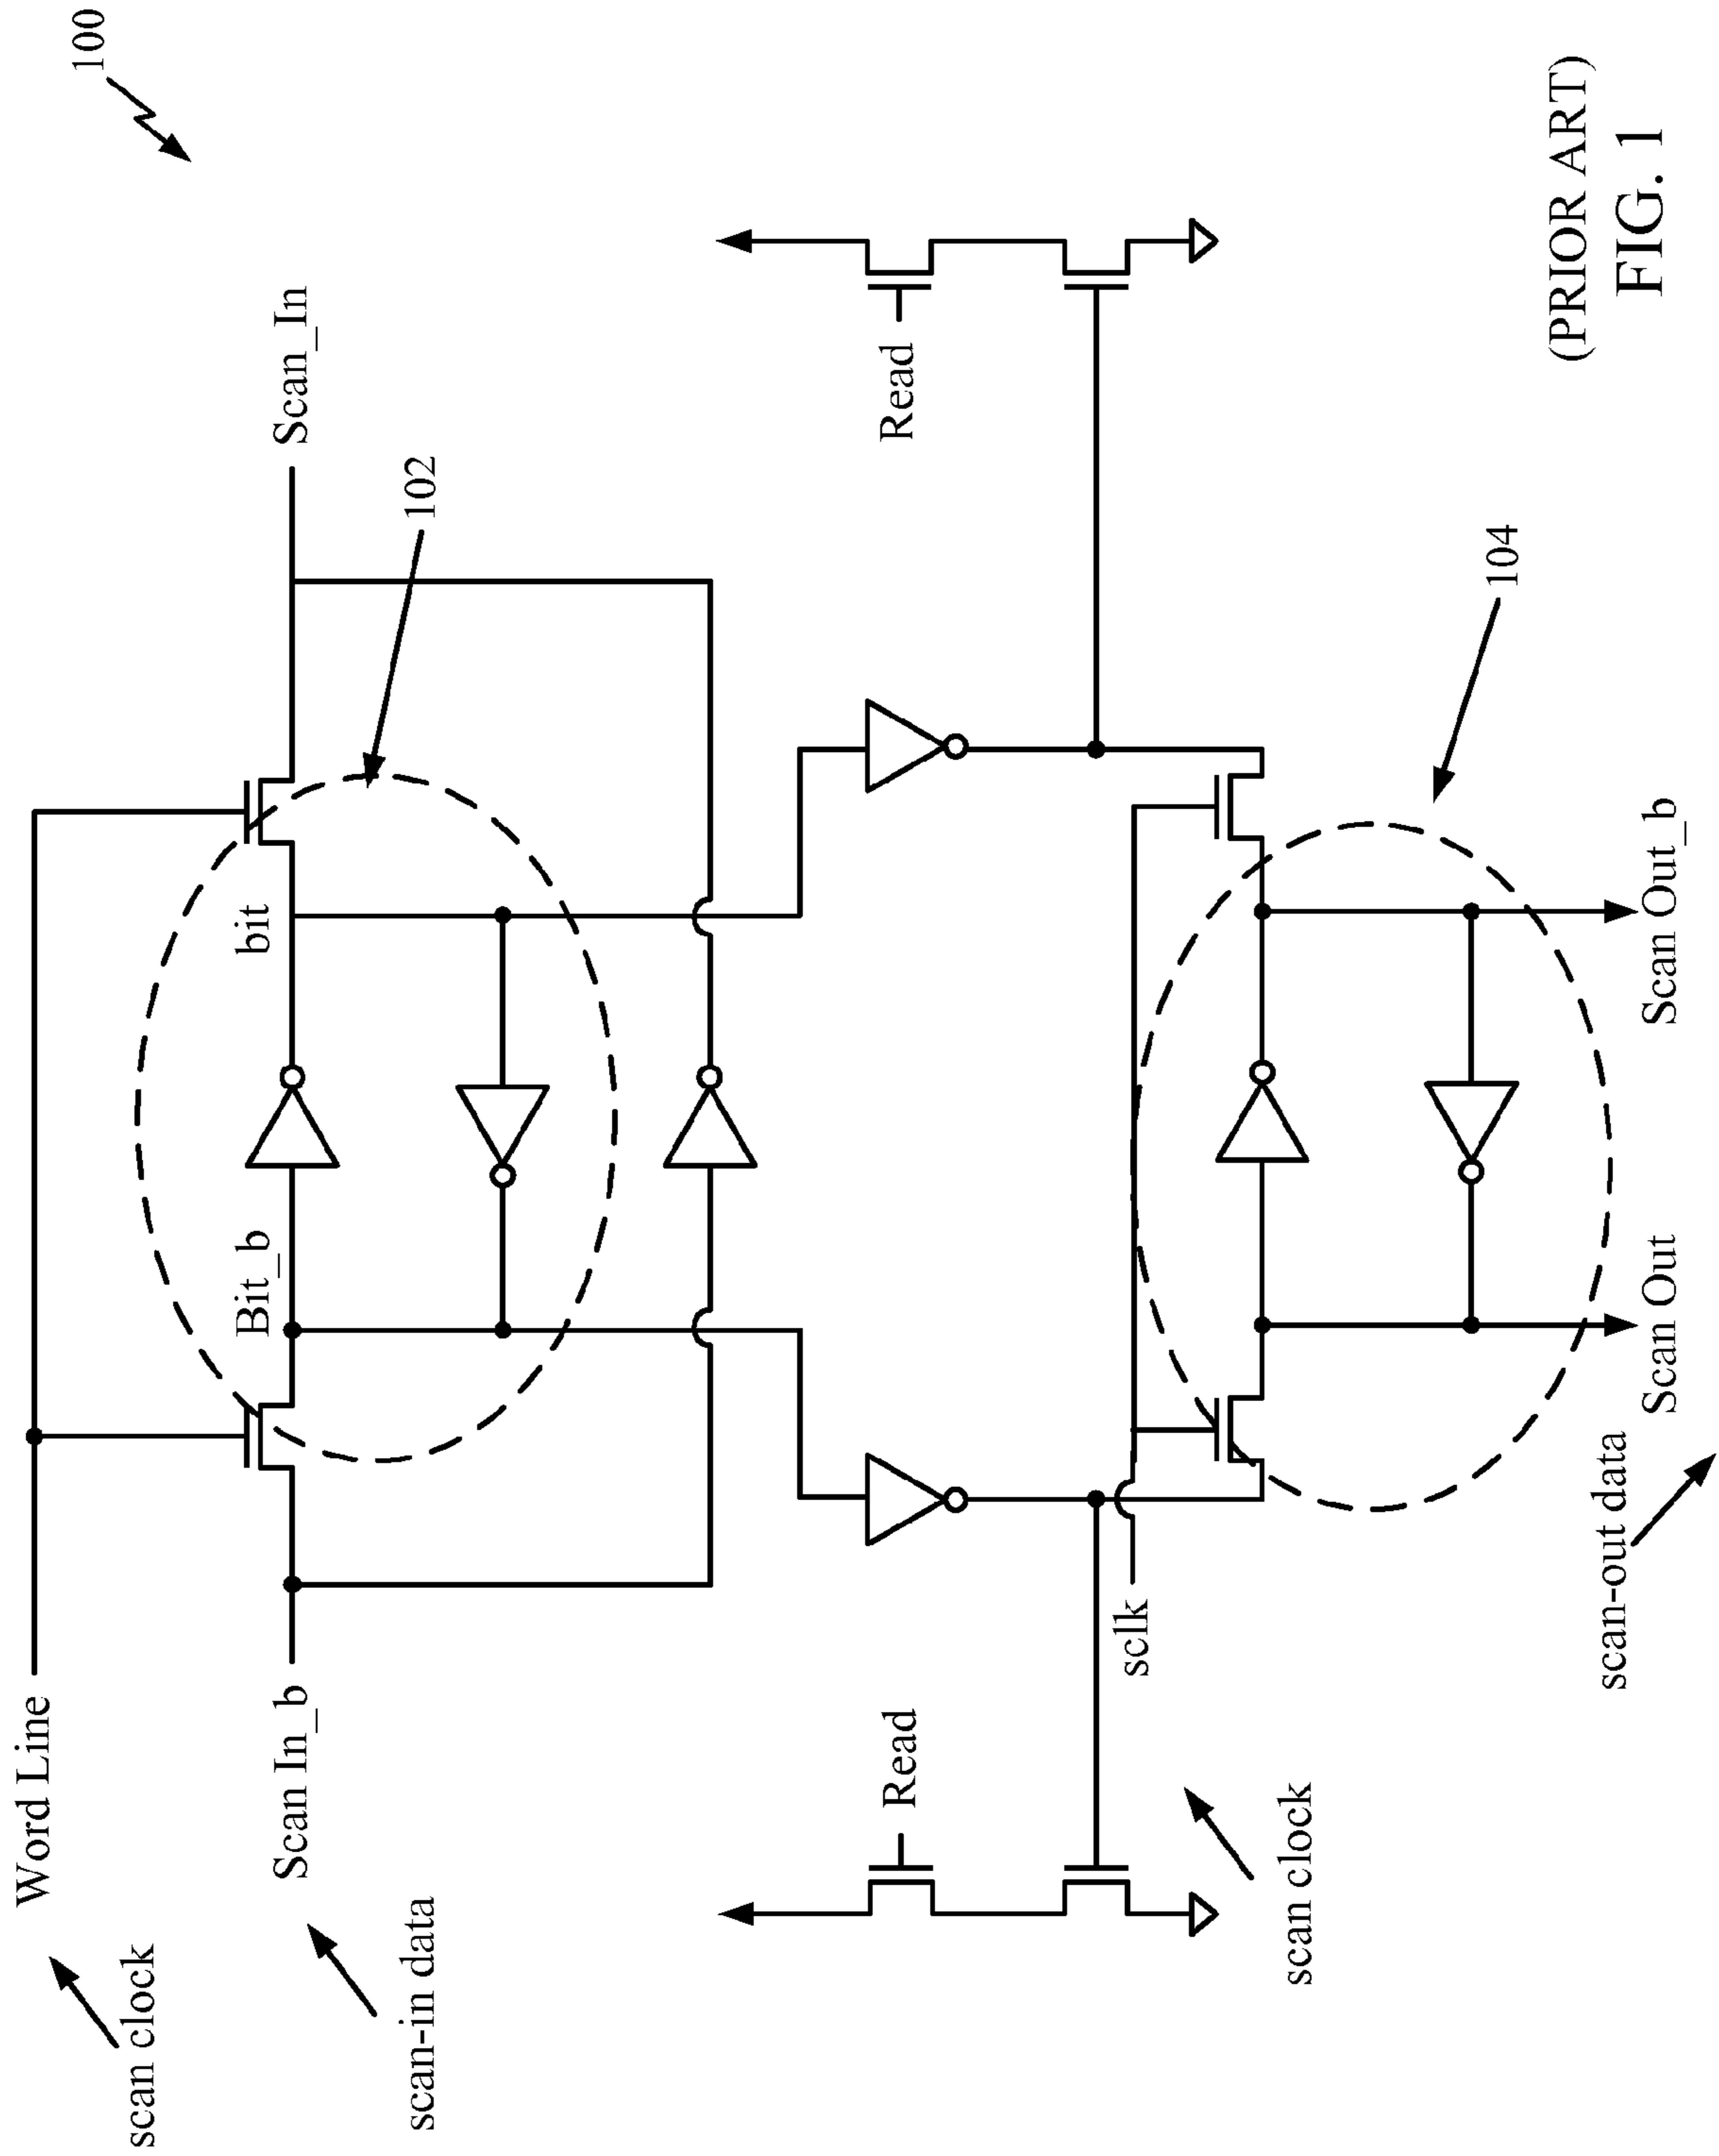 100
Word Line
scan clock
Scan In_b
scan-in data
Bit_b
bit
Scan_In
102
Read
Read
sclk
scan clock
104
Scan Out
Scan Out_b
scan-out data
(PRIOR ART)
FIG. 1